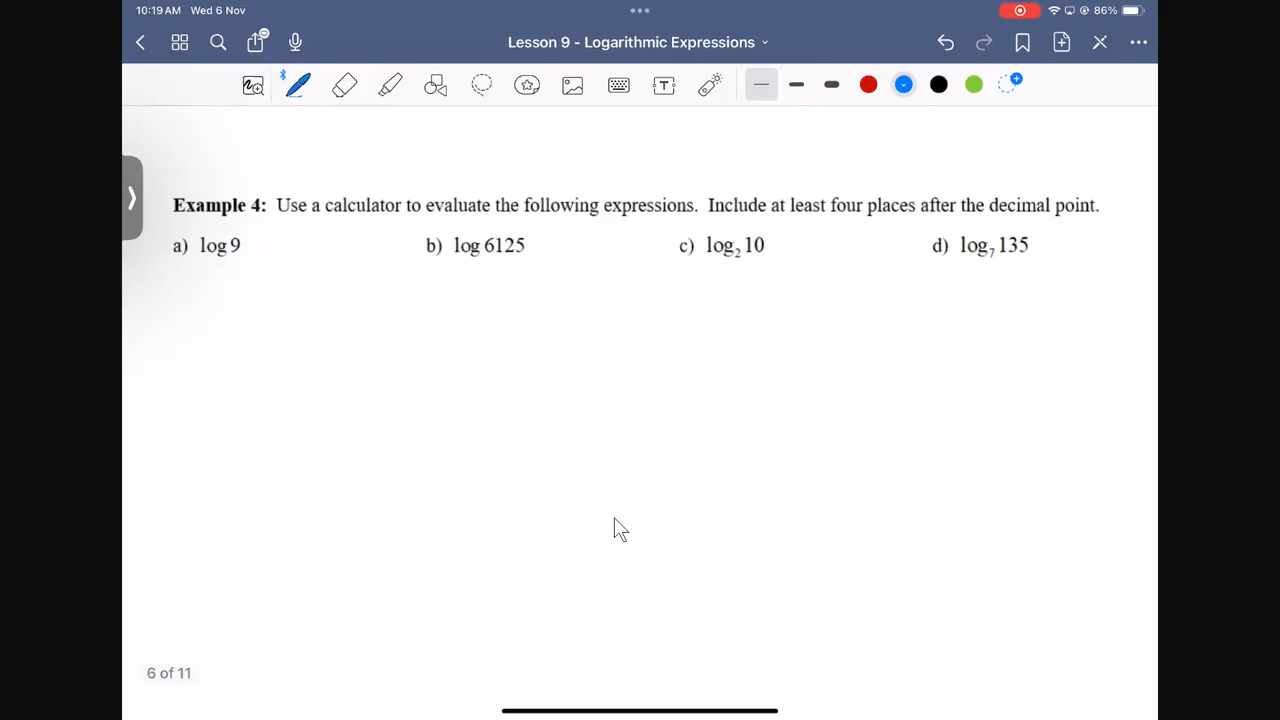 10:19 AM Wed 6 Nov
86%
Lesson 9 - Logarithmic Expressions
T
Example 4: Use a calculator to evaluate the following expressions. Include at least four places after the decimal point.
a) log 9 b) log 6125 c) log₂ 10 d) log₇ 135
6 of 11